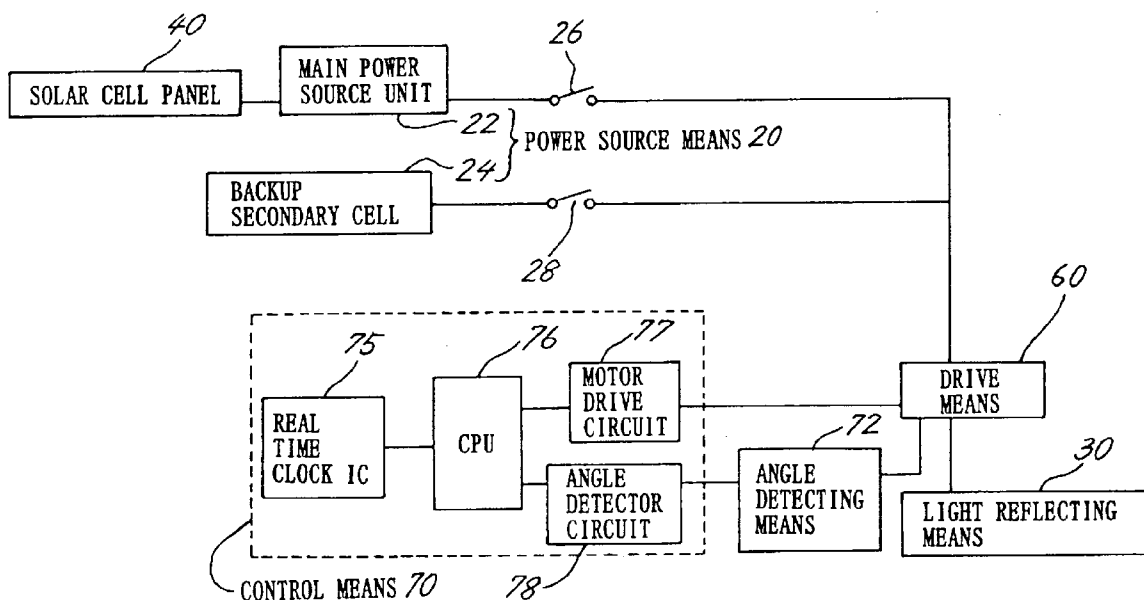 40
26
SOLAR CELL PANEL
MAIN POWER
SOURCE UNIT
22
POWER SOURCE MEANS 20
24
BACKUP
SECONDARY CELL
28
60
DRIVE
MEANS
75
REAL
TIME
CLOCK IC
76
CPU
77
MOTOR
DRIVE
CIRCUIT
ANGLE
DETECTOR
CIRCUIT
78
72
ANGLE
DETECTING
MEANS
30
LIGHT REFLECTING
MEANS
CONTROL MEANS 70